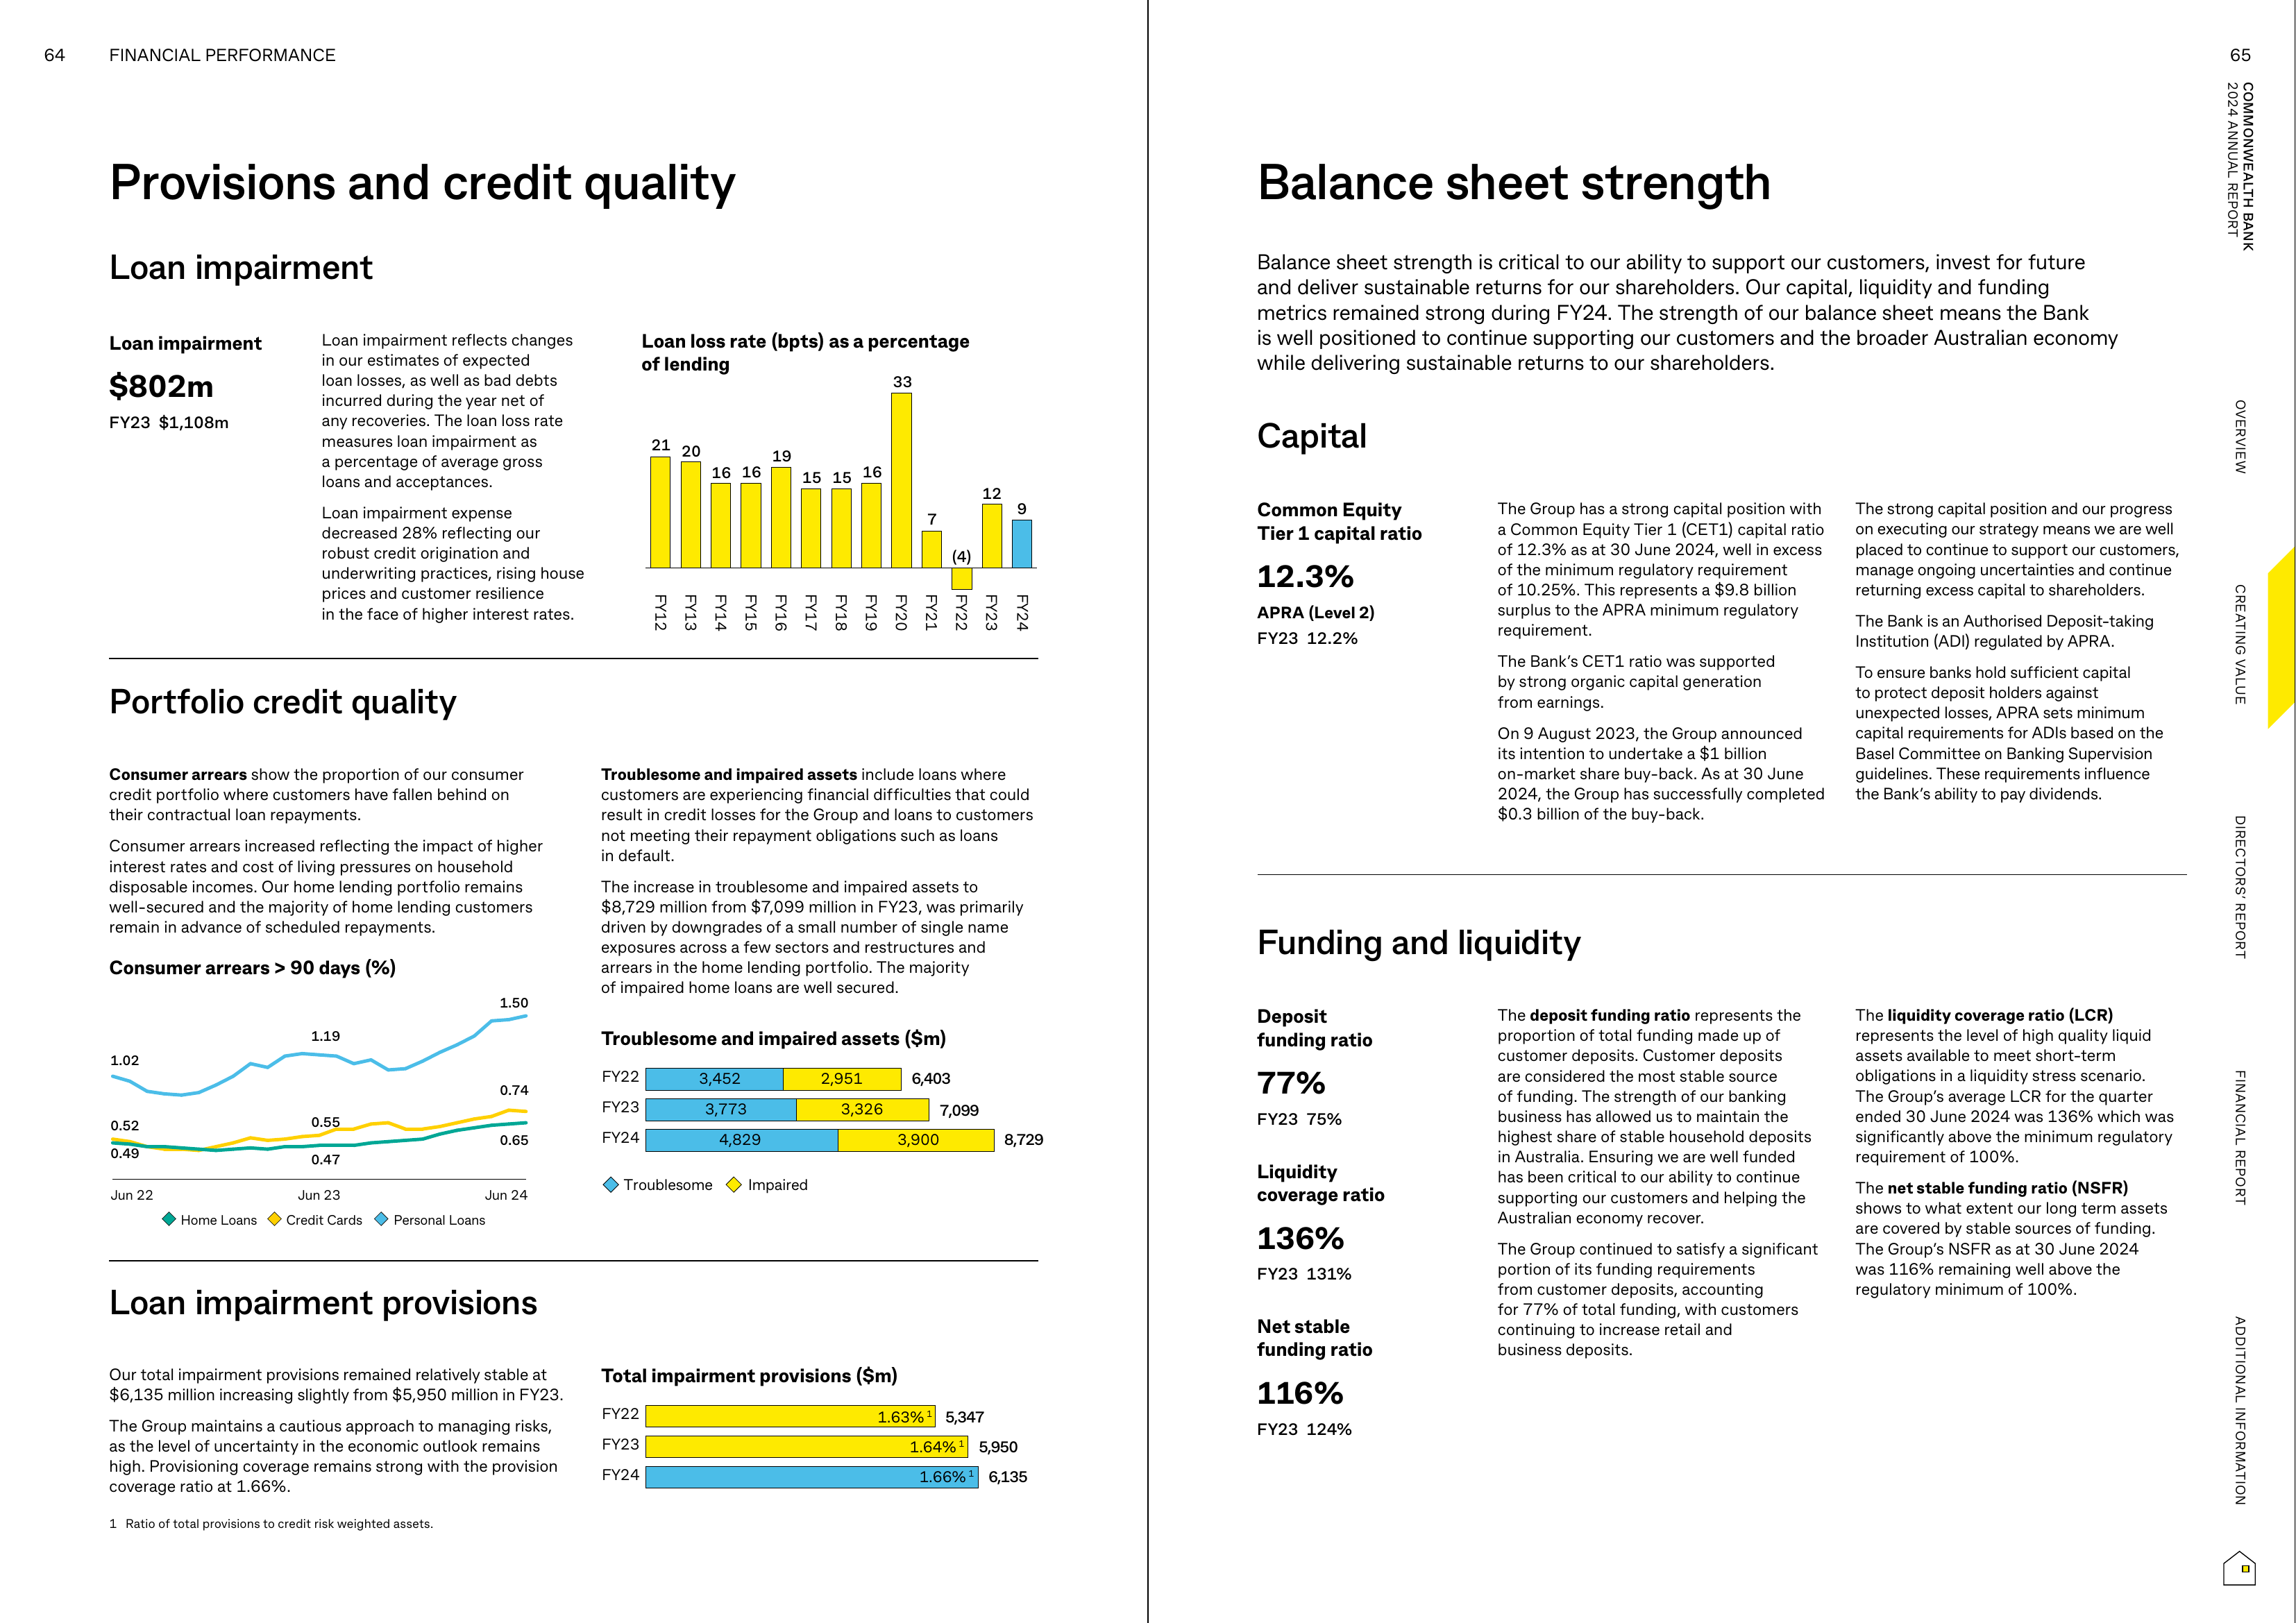 64
FINANCIAL PERFORMANCE
Provisions and credit quality
Loan impairment
Loan impairment
$802m
FY23 $1,108m
Loan impairment reflects changes
in our estimates of expected
loan losses, as well as bad debts
incurred during the year net of
any recoveries. The loan loss rate
measures loan impairment as
a percentage of average gross
loans and acceptances.
Loan impairment expense
decreased 28% reflecting our
robust credit origination and
underwriting practices, rising house
prices and customer resilience
in the face of higher interest rates.
Loan loss rate (bpts) as a percentage
of lending
21 20 16 16 19 15 15 16 33 7 (4) 12 9
FY12 FY13 FY14 FY15 FY16 FY17 FY18 FY19 FY20 FY21 FY22 FY23 FY24
Portfolio credit quality
Consumer arrears show the proportion of our consumer
credit portfolio where customers have fallen behind on
their contractual loan repayments.
Consumer arrears increased reflecting the impact of higher
interest rates and cost of living pressures on household
disposable incomes. Our home lending portfolio remains
well-secured and the majority of home lending customers
remain in advance of scheduled repayments.
Consumer arrears > 90 days (%)
1.02 1.19 1.50
0.52 0.55 0.74
0.49 0.47 0.65
Jun 22 Jun 23 Jun 24
Home Loans Credit Cards Personal Loans
Troublesome and impaired assets include loans where
customers are experiencing financial difficulties that could
result in credit losses for the Group and loans to customers
not meeting their repayment obligations such as loans
in default.
The increase in troublesome and impaired assets to
$8,729 million from $7,099 million in FY23, was primarily
driven by downgrades of a small number of single name
exposures across a few sectors and restructures and
arrears in the home lending portfolio. The majority
of impaired home loans are well secured.
Troublesome and impaired assets ($m)
FY22 3,452 2,951 6,403
FY23 3,773 3,326 7,099
FY24 4,829 3,900 8,729
Troublesome Impaired
Loan impairment provisions
Our total impairment provisions remained relatively stable at
$6,135 million increasing slightly from $5,950 million in FY23.
The Group maintains a cautious approach to managing risks,
as the level of uncertainty in the economic outlook remains
high. Provisioning coverage remains strong with the provision
coverage ratio at 1.66%.
Total impairment provisions ($m)
FY22 1.63% 1 5,347
FY23 1.64% 1 5,950
FY24 1.66% 1 6,135
1 Ratio of total provisions to credit risk weighted assets.
65
COMMONWEALTH BANK
2024 ANNUAL REPORT
Balance sheet strength
Balance sheet strength is critical to our ability to support our customers, invest for future
and deliver sustainable returns for our shareholders. Our capital, liquidity and funding
metrics remained strong during FY24. The strength of our balance sheet means the Bank
is well positioned to continue supporting our customers and the broader Australian economy
while delivering sustainable returns to our shareholders.
Capital
Common Equity
Tier 1 capital ratio
12.3%
APRA (Level 2)
FY23 12.2%
The Group has a strong capital position with
a Common Equity Tier 1 (CET1) capital ratio
of 12.3% as at 30 June 2024, well in excess
of the minimum regulatory requirement
of 10.25%. This represents a $9.8 billion
surplus to the APRA minimum regulatory
requirement.
The Bank's CET1 ratio was supported
by strong organic capital generation
from earnings.
On 9 August 2023, the Group announced
its intention to undertake a $1 billion
on-market share buy-back. As at 30 June
2024, the Group has successfully completed
$0.3 billion of the buy-back.
The strong capital position and our progress
on executing our strategy means we are well
placed to continue to support our customers,
manage ongoing uncertainties and continue
returning excess capital to shareholders.
The Bank is an Authorised Deposit-taking
Institution (ADI) regulated by APRA.
To ensure banks hold sufficient capital
to protect deposit holders against
unexpected losses, APRA sets minimum
capital requirements for ADIs based on the
Basel Committee on Banking Supervision
guidelines. These requirements influence
the Bank's ability to pay dividends.
Funding and liquidity
Deposit
funding ratio
77%
FY23 75%
Liquidity
coverage ratio
136%
FY23 131%
Net stable
funding ratio
116%
FY23 124%
The deposit funding ratio represents the
proportion of total funding made up of
customer deposits. Customer deposits
are considered the most stable source
of funding. The strength of our banking
business has allowed us to maintain the
highest share of stable household deposits
in Australia. Ensuring we are well funded
has been critical to our ability to continue
supporting our customers and helping the
Australian economy recover.
The Group continued to satisfy a significant
portion of its funding requirements
from customer deposits, accounting
for 77% of total funding, with customers
continuing to increase retail and
business deposits.
The liquidity coverage ratio (LCR)
represents the level of high quality liquid
assets available to meet short-term
obligations in a liquidity stress scenario.
The Group's average LCR for the quarter
ended 30 June 2024 was 136% which was
significantly above the minimum regulatory
requirement of 100%.
The net stable funding ratio (NSFR)
shows to what extent our long term assets
are covered by stable sources of funding.
The Group's NSFR as at 30 June 2024
was 116% remaining well above the
regulatory minimum of 100%.
OVERVIEW
CREATING VALUE
DIRECTORS' REPORT
FINANCIAL REPORT
ADDITIONAL INFORMATION